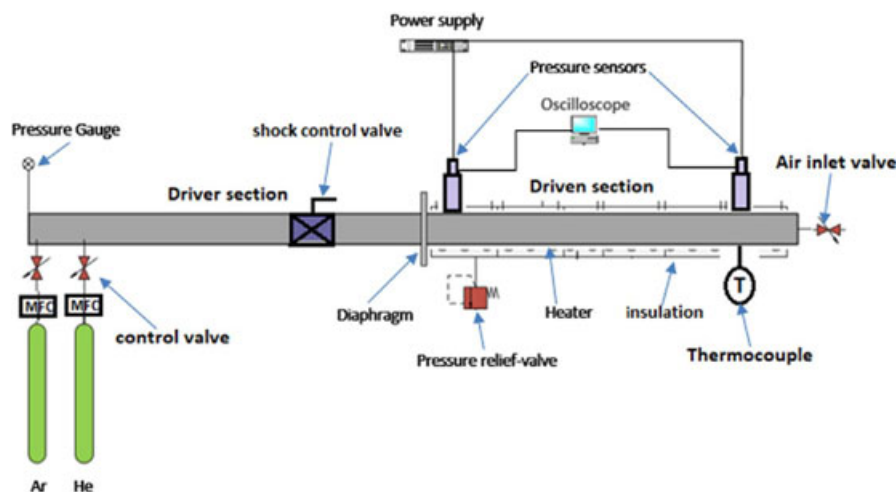 Power supply
Pressure sensors
Oscilloscope
Pressure Gauge
shock control valve
Air inlet valve
Driver section
Driven section
MFC
MFC
control valve
Diaphragm
Heater
insulation
T
Pressure relief-valve
Thermocouple
Ar
He